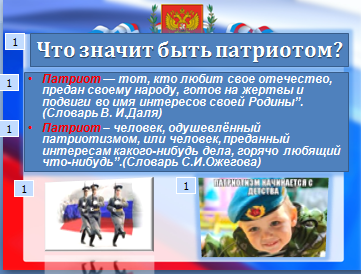 1
Что значит быть патриотом?
1
• Патриот — тот, кто любит свое отечество,
предан своему народу, готов на жертвы и
подвиги во имя интересов своей Родины”.
(Словарь В. И.Даля)
1
• Патриот – человек, одушевлённый
патриотизмом, или человек, преданный
интересам какого-нибудь дела, горячо любящий
что-нибудь”.(Словарь С.И.Ожегова)
1
1
ПАТРИОТИЗМ НАЧИНАЕТСЯ С
ДЕТСТВА